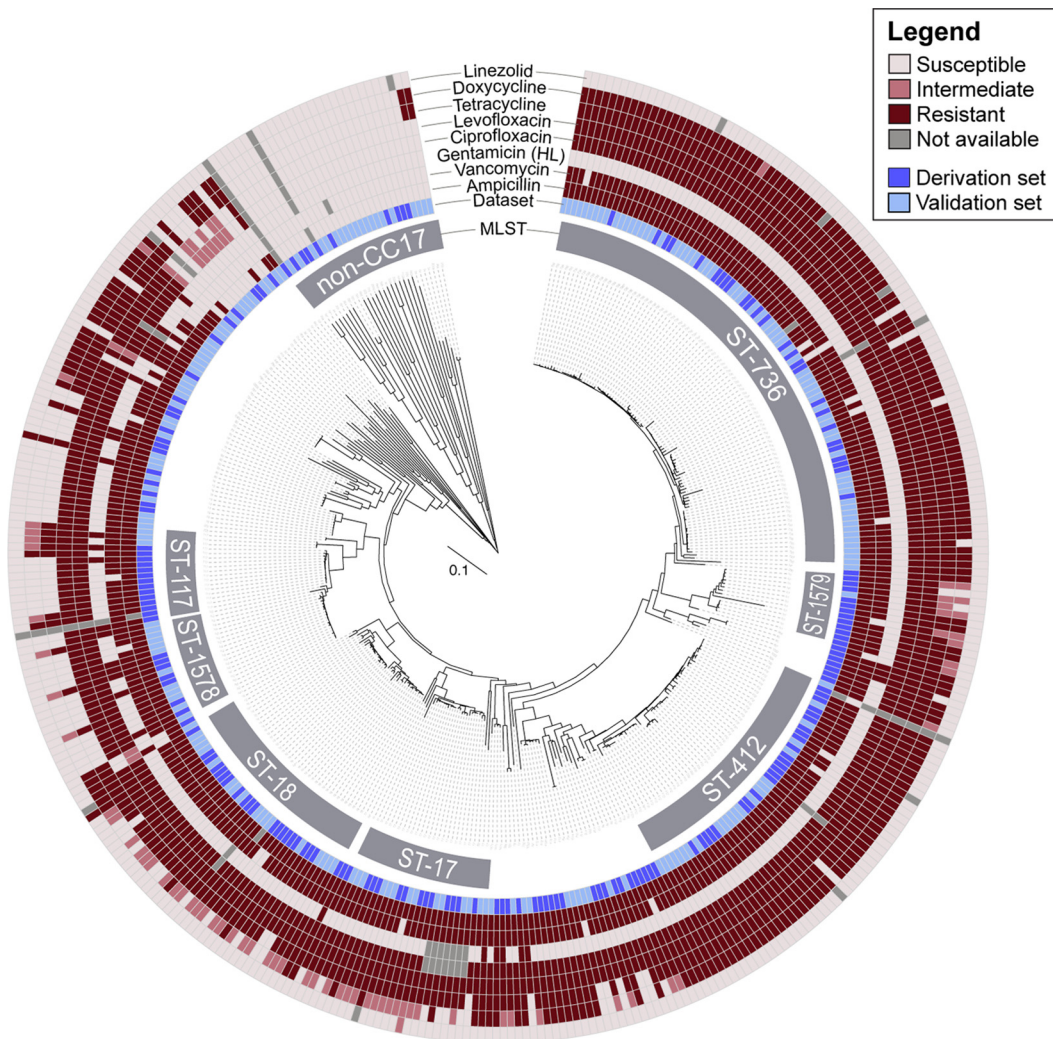 Legend
Susceptible
Intermediate
Resistant
Not available
Derivation set
Validation set
Linezolid
Doxycycline
Tetracycline
Levofloxacin
Ciprofloxacin
Gentamicin (HL)
Vancomycin
Ampicillin
Dataset
MLST
non-CC17
ST-736
ST-1579
ST-412
ST-17
ST-18
ST-1578
ST-117
0.1